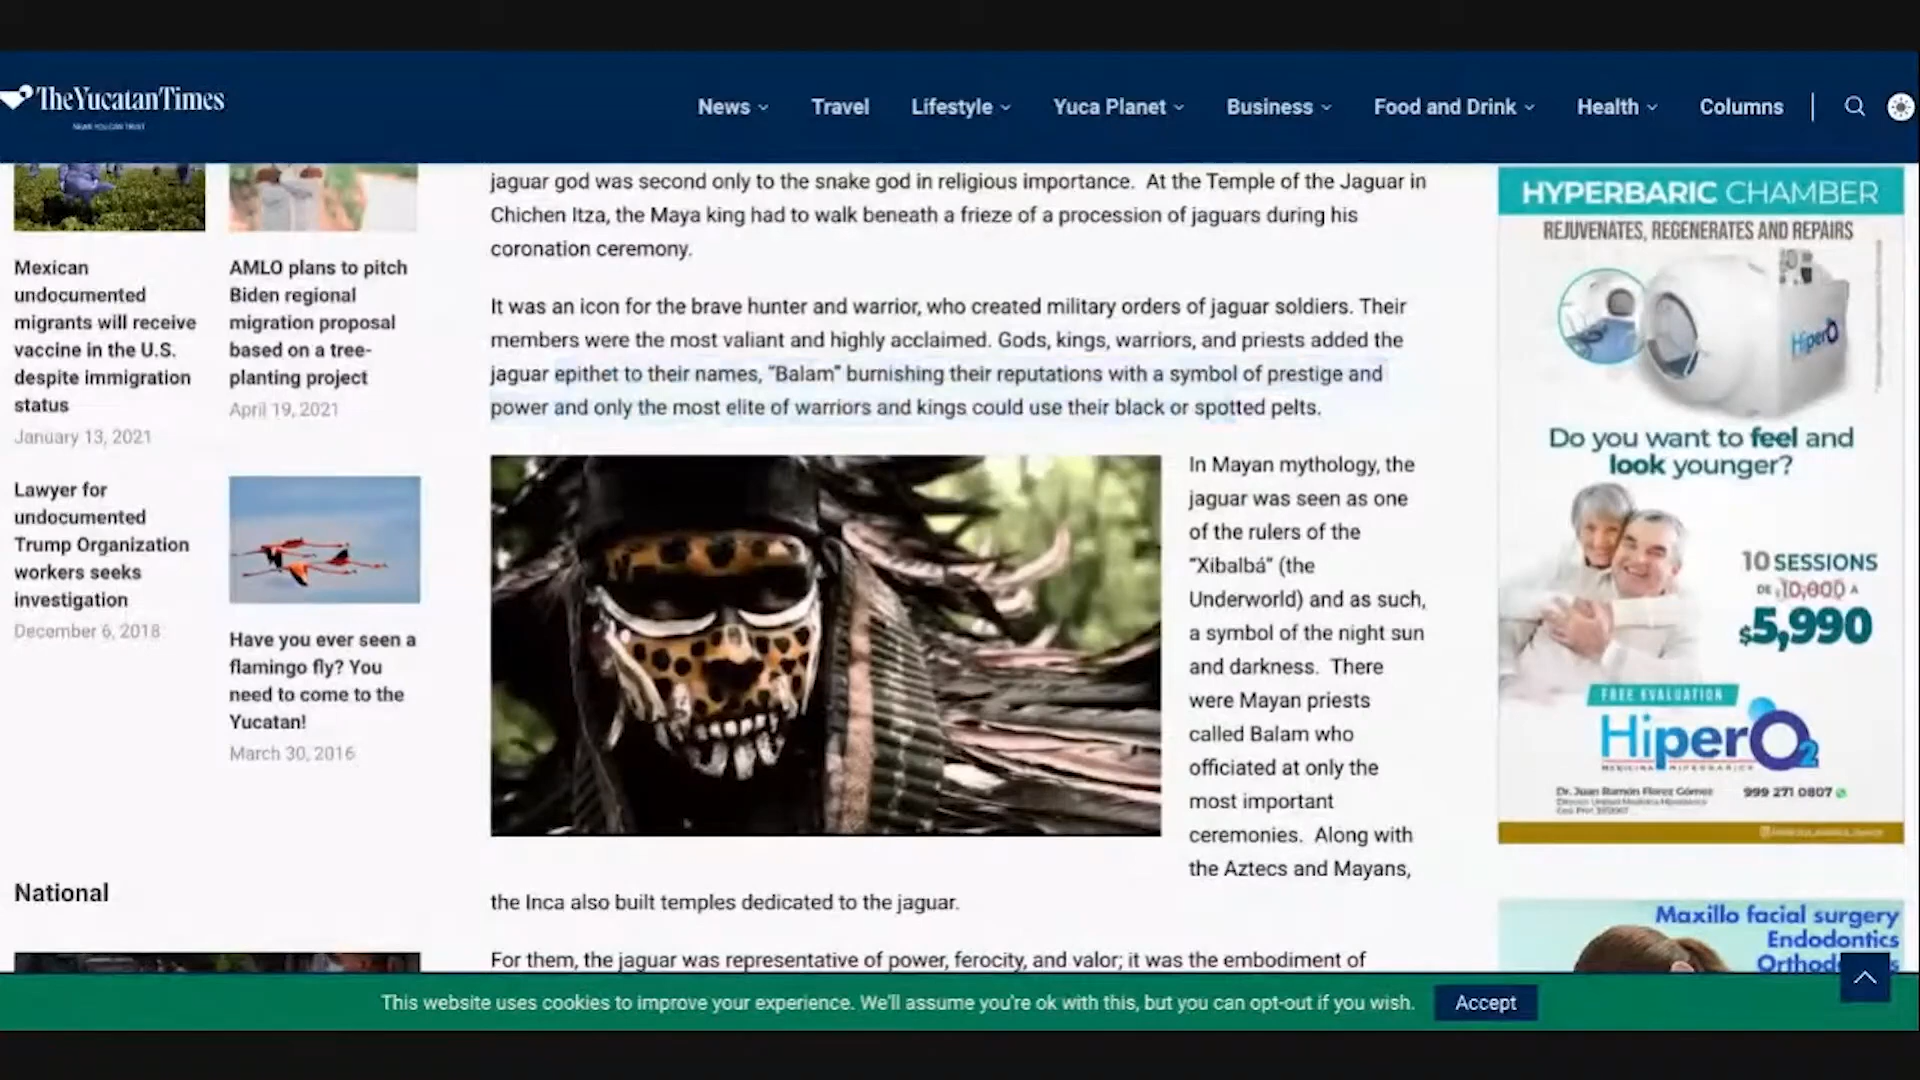 TheYucatanTimes
NEWS YOU CAN TRUST
News
Travel
Lifestyle
Yuca Planet
Business
Food and Drink
Health
Columns
Mexican
undocumented
migrants will receive
vaccine in the U.S.
despite immigration
status
January 13, 2021
AMLO plans to pitch
Biden regional
migration proposal
based on a tree-
planting project
April 19, 2021
Lawyer for
undocumented
Trump Organization
workers seeks
investigation
December 6, 2018
Have you ever seen a
flamingo fly? You
need to come to the
Yucatan!
March 30, 2016
National
jaguar god was second only to the snake god in religious importance. At the Temple of the Jaguar in
Chichen Itza, the Maya king had to walk beneath a frieze of a procession of jaguars during his
coronation ceremony.
It was an icon for the brave hunter and warrior, who created military orders of jaguar soldiers. Their
members were the most valiant and highly acclaimed. Gods, kings, warriors, and priests added the
jaguar epithet to their names, “Balam” burnishing their reputations with a symbol of prestige and
power and only the most elite of warriors and kings could use their black or spotted pelts.
In Mayan mythology, the
jaguar was seen as one
of the rulers of the
“Xibalbá” (the
Underworld) and as such,
a symbol of the night sun
and darkness. There
were Mayan priests
called Balam who
officiated at only the
most important
ceremonies. Along with
the Aztecs and Mayans,
the Inca also built temples dedicated to the jaguar.
For them, the jaguar was representative of power, ferocity, and valor; it was the embodiment of
HYPERBARIC CHAMBER
REJUVENATES, REGENERATES AND REPAIRS
HiperO
Do you want to feel and
look younger?
10 SESSIONS
DE $10,000 A
$5,990
FREE EVALUATION
HiperO2
MEDICINA HIPERBARICA
Dr. Juan Ramón Florez Gómez
999 271 0807
Maxillo facial surgery
Endodontics
This website uses cookies to improve your experience. We'll assume you're ok with this, but you can opt-out if you wish.
Accept